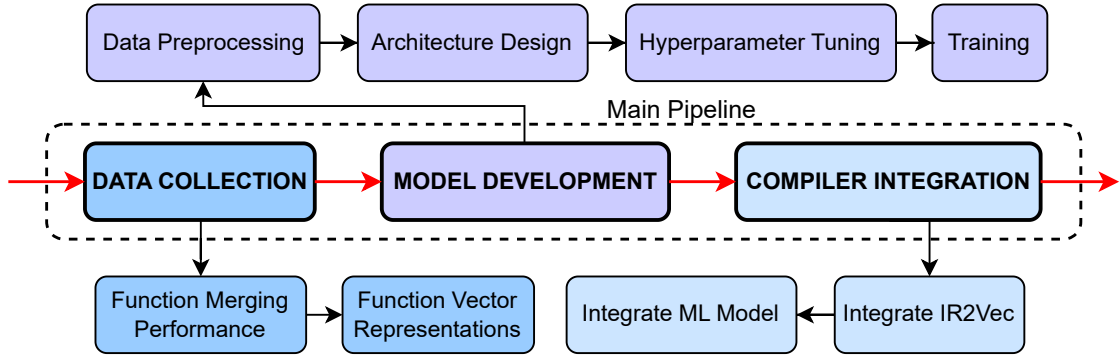 Data Preprocessing
Architecture Design
Hyperparameter Tuning
Training
Main Pipeline
DATA COLLECTION
MODEL DEVELOPMENT
COMPILER INTEGRATION
Function Merging
Performance
Function Vector
Representations
Integrate ML Model
Integrate IR2Vec